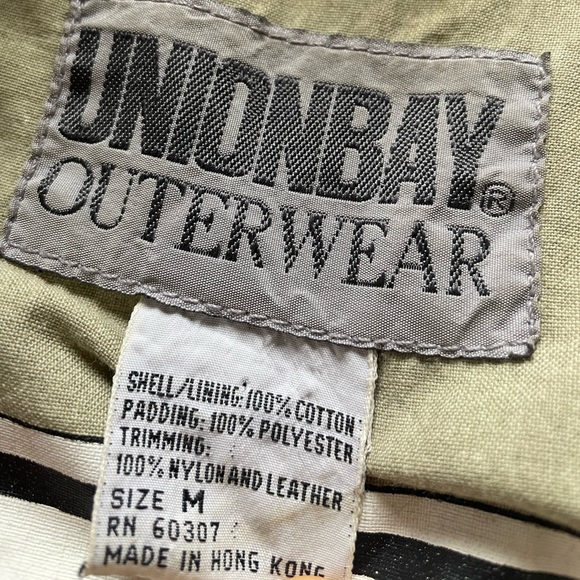 UNIONBAY
OUTERWEAR ®
SHELL/LINING: 100% COTTON
PADDING: 100% POLYESTER
TRIMMING:
100% NYLON AND LEATHER
SIZE M
RN 60307
MADE IN HONG KONG